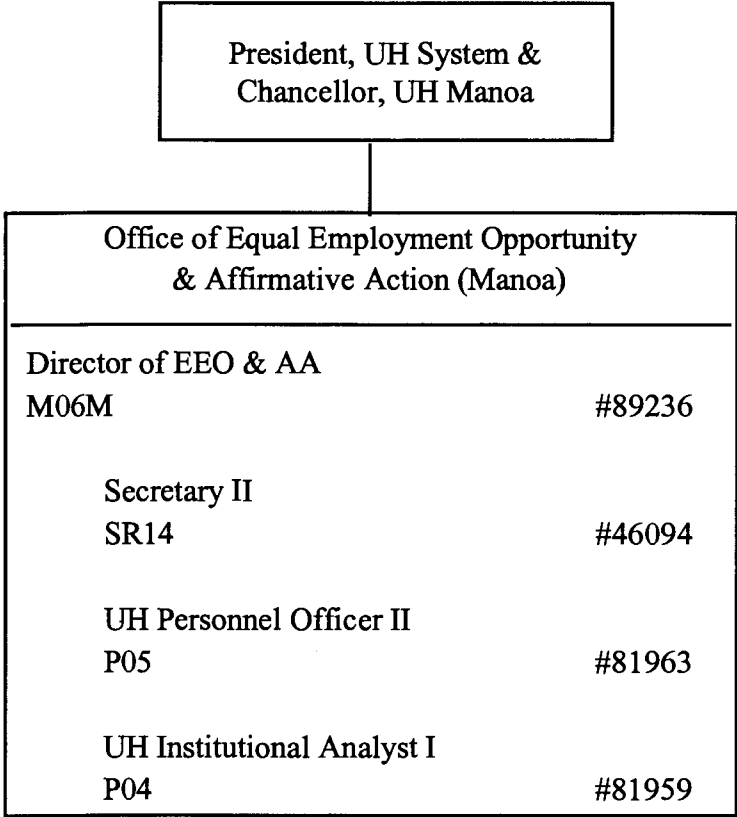 President, UH System &
Chancellor, UH Manoa
Office of Equal Employment Opportunity
& Affirmative Action (Manoa)
Director of EEO & AA
M06M #89236
Secretary II
SR14 #46094
UH Personnel Officer II
P05 #81963
UH Institutional Analyst I
P04 #81959